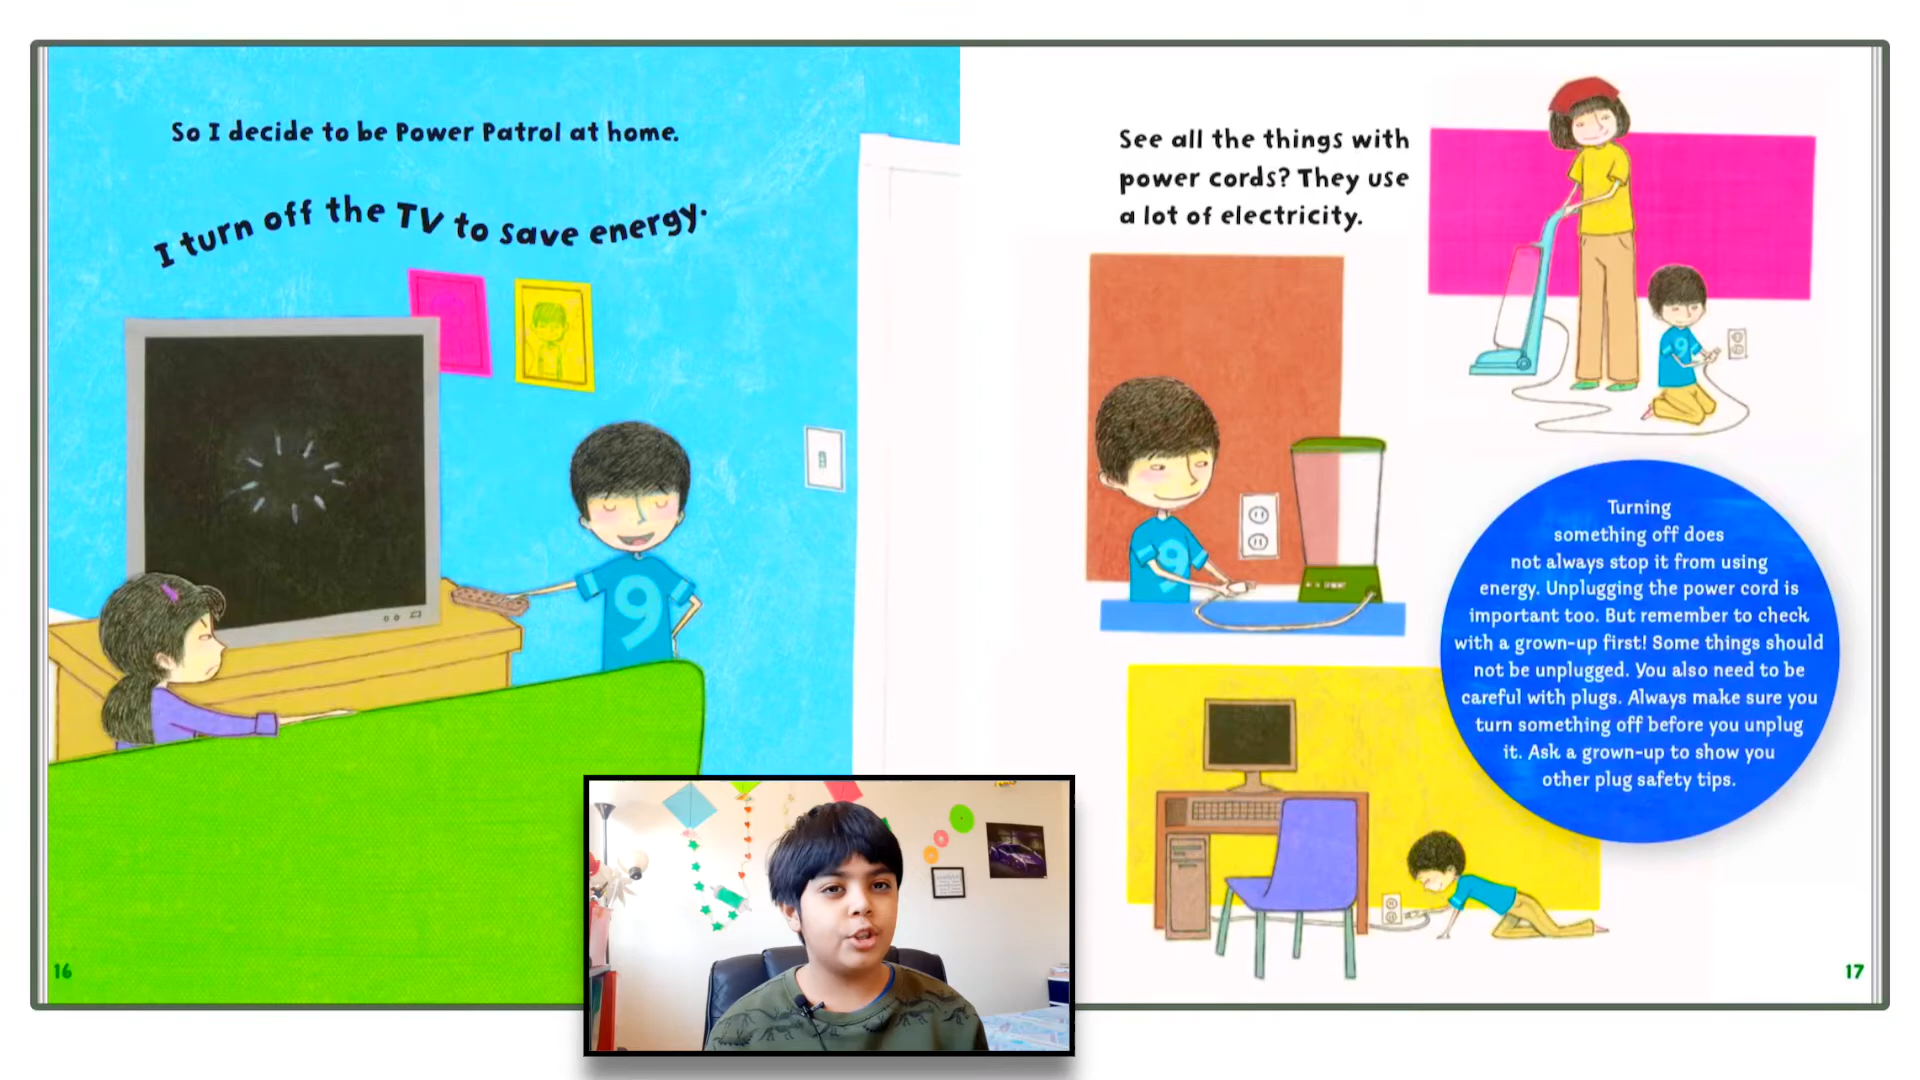 So I decide to be Power Patrol at home.
I turn off the TV to save energy.
9
16
See all the things with
power cords? They use
a lot of electricity.
9
9
Turning
something off does
not always stop it from using
energy. Unplugging the power cord is
important too. But remember to check
with a grown-up first! Some things should
not be unplugged. You also need to be
careful with plugs. Always make sure you
turn something off before you unplug
it. Ask a grown-up to show you
other plug safety tips.
17